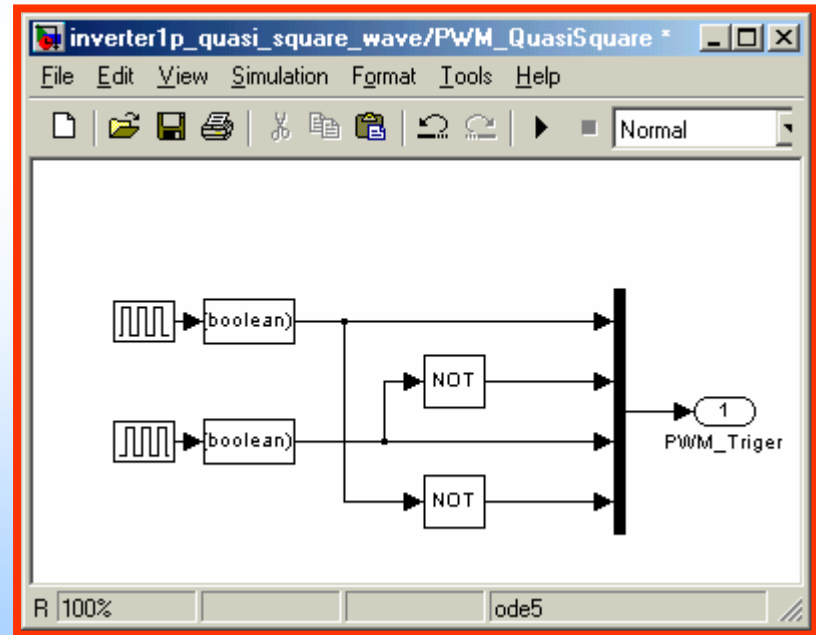 inverter1p_quasi_square_wave/PWM_QuasiSquare *
File Edit View Simulation Format Tools Help
Normal
(boolean)
NOT
1
PWM_Triger
(boolean)
NOT
R 100% ode5